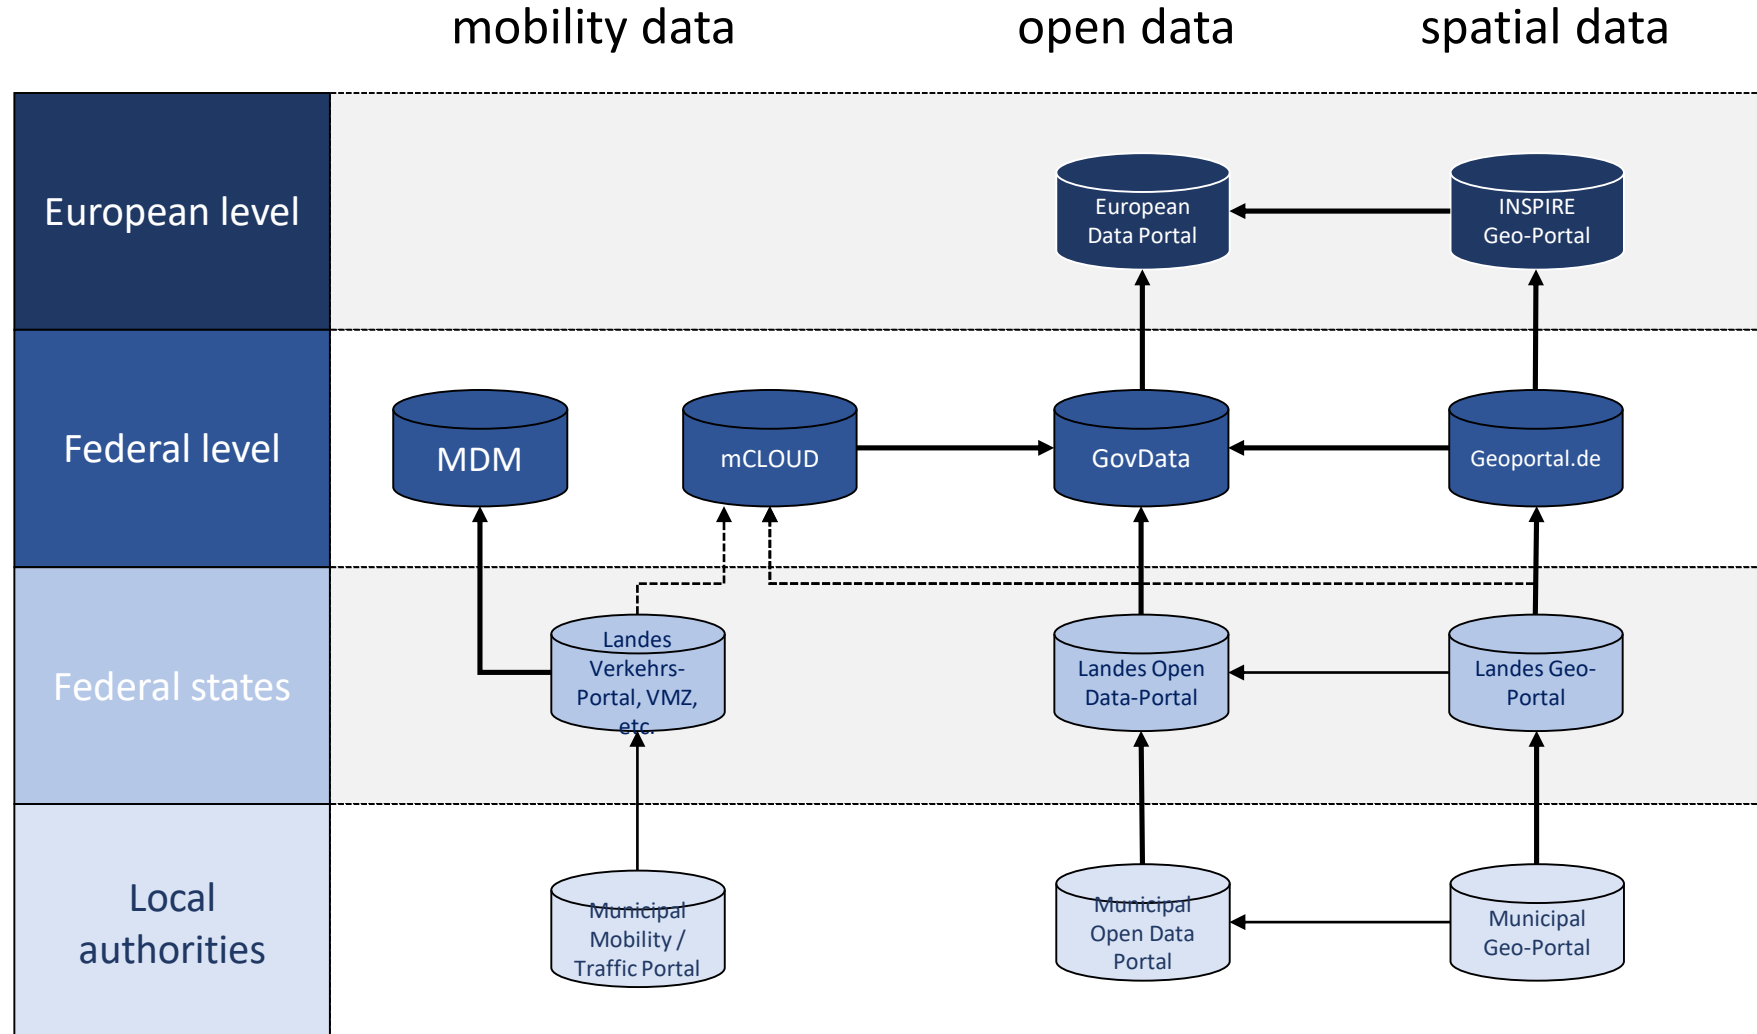 mobility data
open data
spatial data
European level
European
Data Portal
INSPIRE
Geo-Portal
Federal level
MDM
mCLOUD
GovData
Geoportal.de
Federal states
Landes
Verkehrs-
Portal, VMZ,
etc.
Landes Open
Data-Portal
Landes Geo-
Portal
Local
authorities
Municipal
Mobility /
Traffic Portal
Municipal
Open Data
Portal
Municipal
Geo-Portal